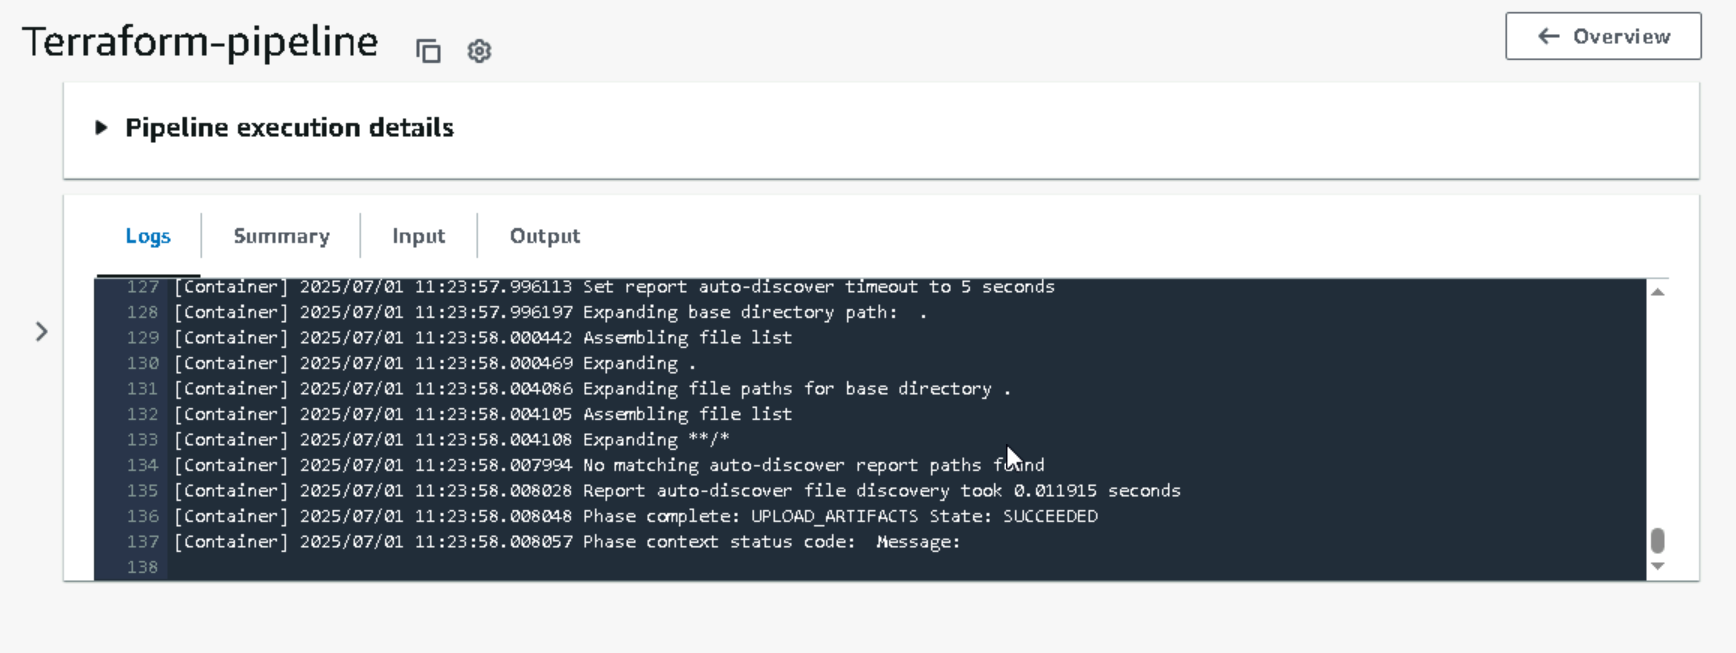 Terraform-pipeline
← Overview
Pipeline execution details
Logs Summary Input Output
127 [Container] 2025/07/01 11:23:57.996113 Set report auto-discover timeout to 5 seconds
128 [Container] 2025/07/01 11:23:57.996197 Expanding base directory path:  .
129 [Container] 2025/07/01 11:23:58.000442 Assembling file list
130 [Container] 2025/07/01 11:23:58.000469 Expanding .
131 [Container] 2025/07/01 11:23:58.004086 Expanding file paths for base directory .
132 [Container] 2025/07/01 11:23:58.004105 Assembling file list
133 [Container] 2025/07/01 11:23:58.004108 Expanding **/*
134 [Container] 2025/07/01 11:23:58.007994 No matching auto-discover report paths found
135 [Container] 2025/07/01 11:23:58.008028 Report auto-discover file discovery took 0.011915 seconds
136 [Container] 2025/07/01 11:23:58.008048 Phase complete: UPLOAD_ARTIFACTS State: SUCCEEDED
137 [Container] 2025/07/01 11:23:58.008057 Phase context status code:  Message:
138